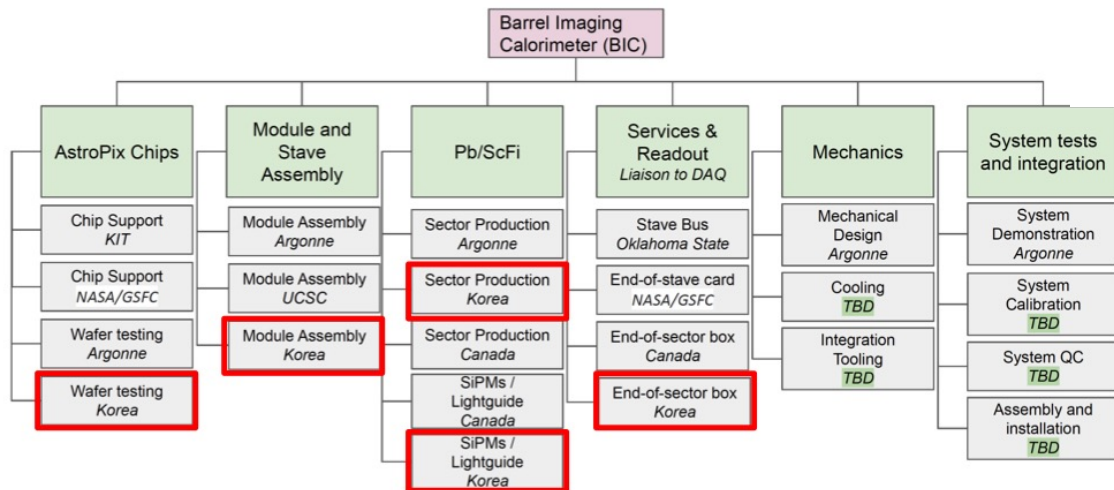 Barrel Imaging
Calorimeter (BIC)
AstroPix Chips
Chip Support
KIT
Chip Support
NASA/GSFC
Wafer testing
Argonne
Wafer testing
Korea
Module and
Stave
Assembly
Module Assembly
Argonne
Module Assembly
UCSC
Module Assembly
Korea
Pb/ScFi
Sector Production
Argonne
Sector Production
Korea
Sector Production
Canada
SiPMs /
Lightguide
Canada
SiPMs /
Lightguide
Korea
Services &
Readout
Liaison to DAQ
Stave Bus
Oklahoma State
End-of-stave card
NASA/GSFC
End-of-sector box
Canada
End-of-sector box
Korea
Mechanics
Mechanical
Design
Argonne
Cooling
TBD
Integration
Tooling
TBD
System tests
and integration
System
Demonstration
Argonne
System
Calibration
TBD
System QC
TBD
Assembly and
installation
TBD